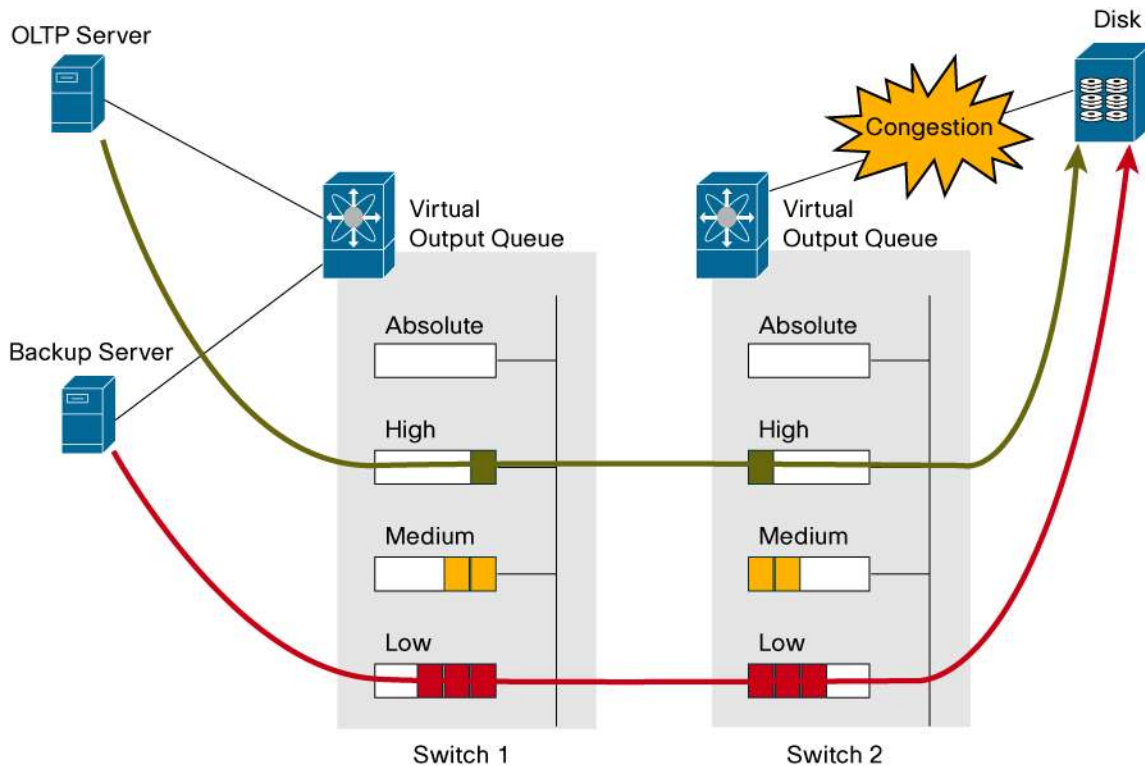 Disk
OLTP Server
Congestion
Virtual
Output Queue
Virtual
Output Queue
Absolute
Absolute
Backup Server
High
High
Medium
Medium
Low
Low
Switch 1
Switch 2